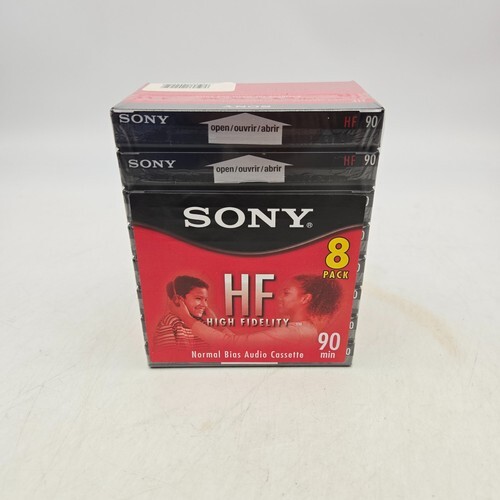 SONY
open/ouvrir/abrir
HF 90
SONY
open/ouvrir/abrir
HF 90
SONY®
8
PACK
HF
HIGH FIDELITY™
90
min
Normal Bias Audio Cassette